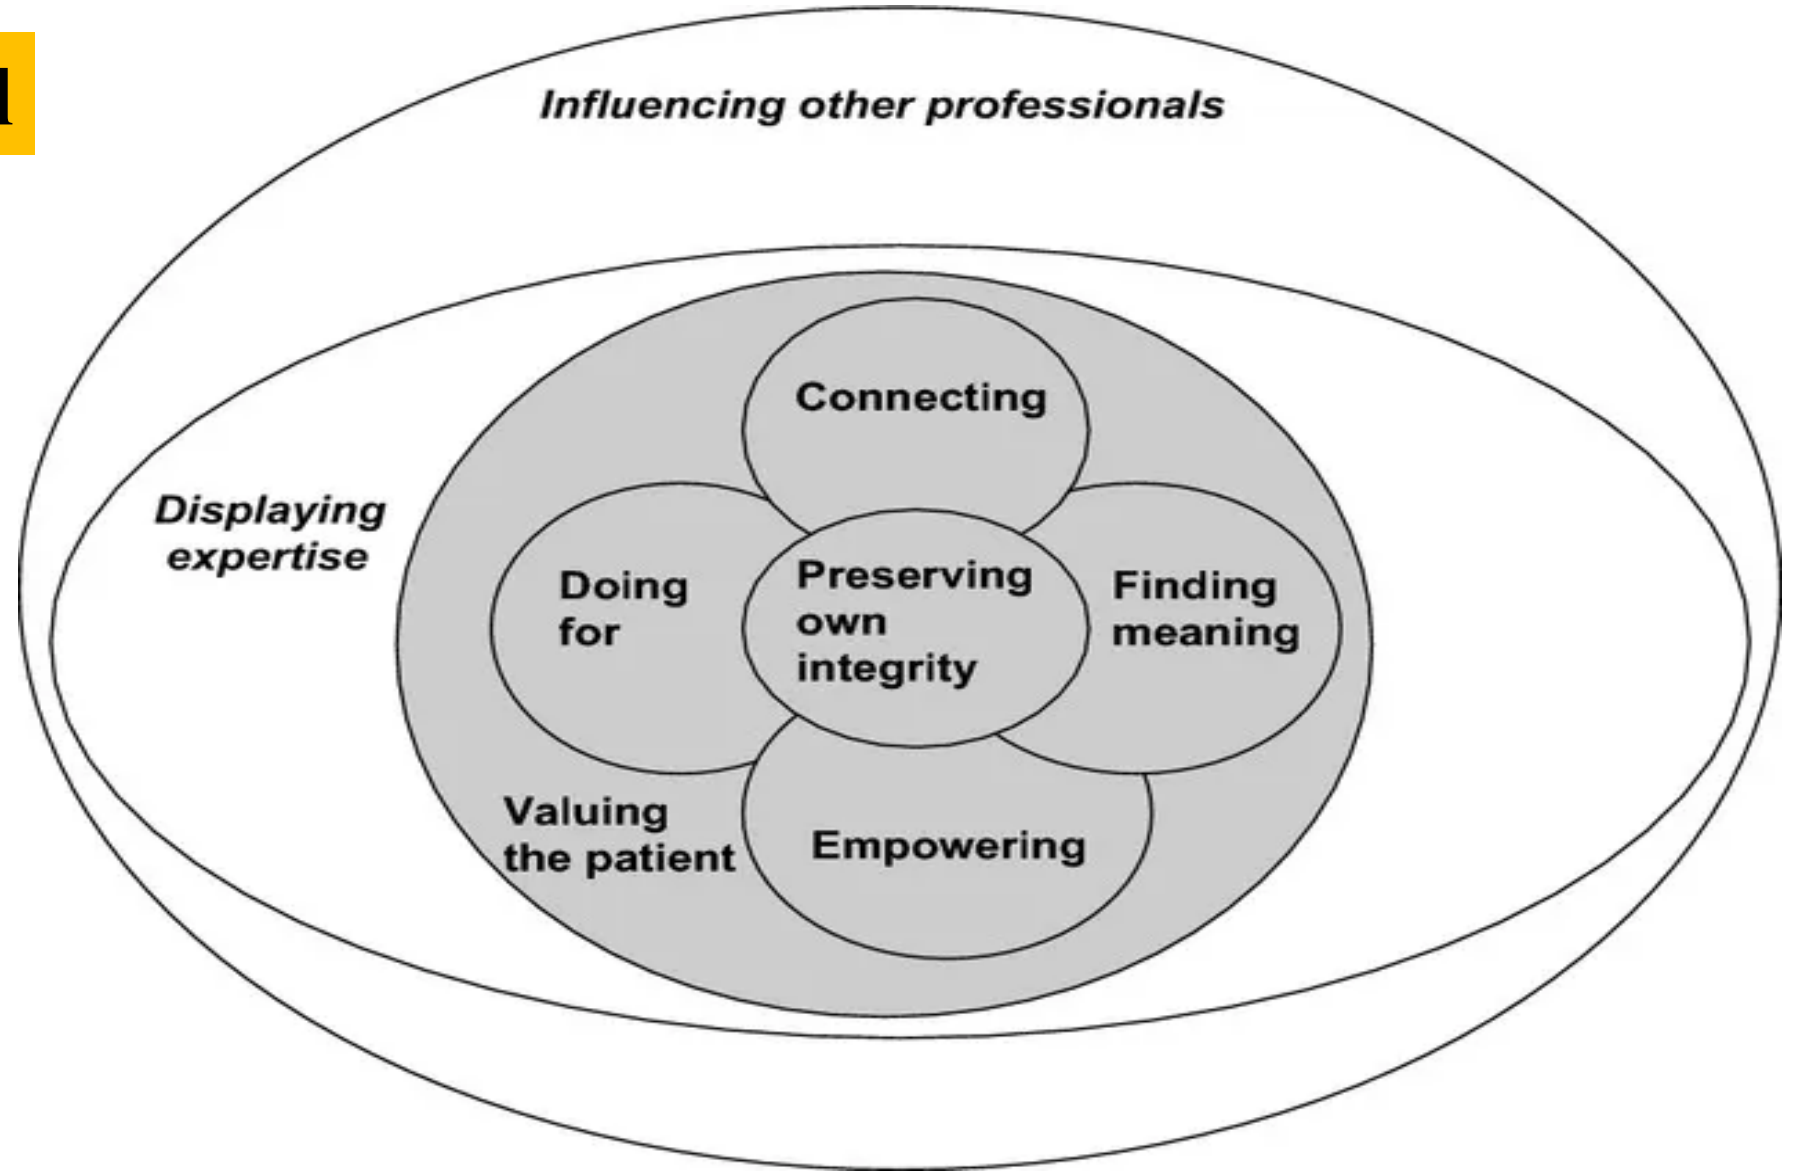 Influencing other professionals
Connecting
Displaying
expertise
Doing
for
Preserving
own
integrity
Finding
meaning
Valuing
the patient
Empowering